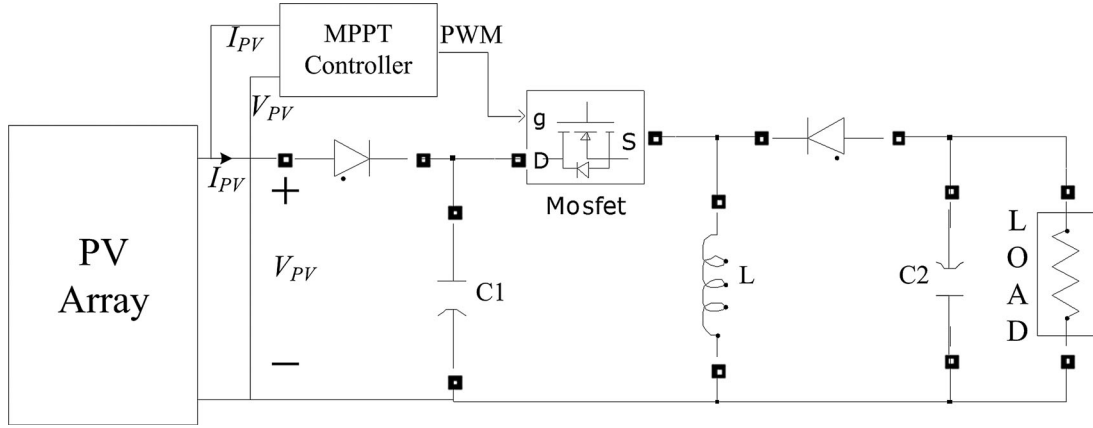 I_PV
MPPT
Controller
PWM
V_PV
I_PV
g
D
S
Mosfet
+
V_PV
−
PV
Array
C1
L
C2
L
O
A
D